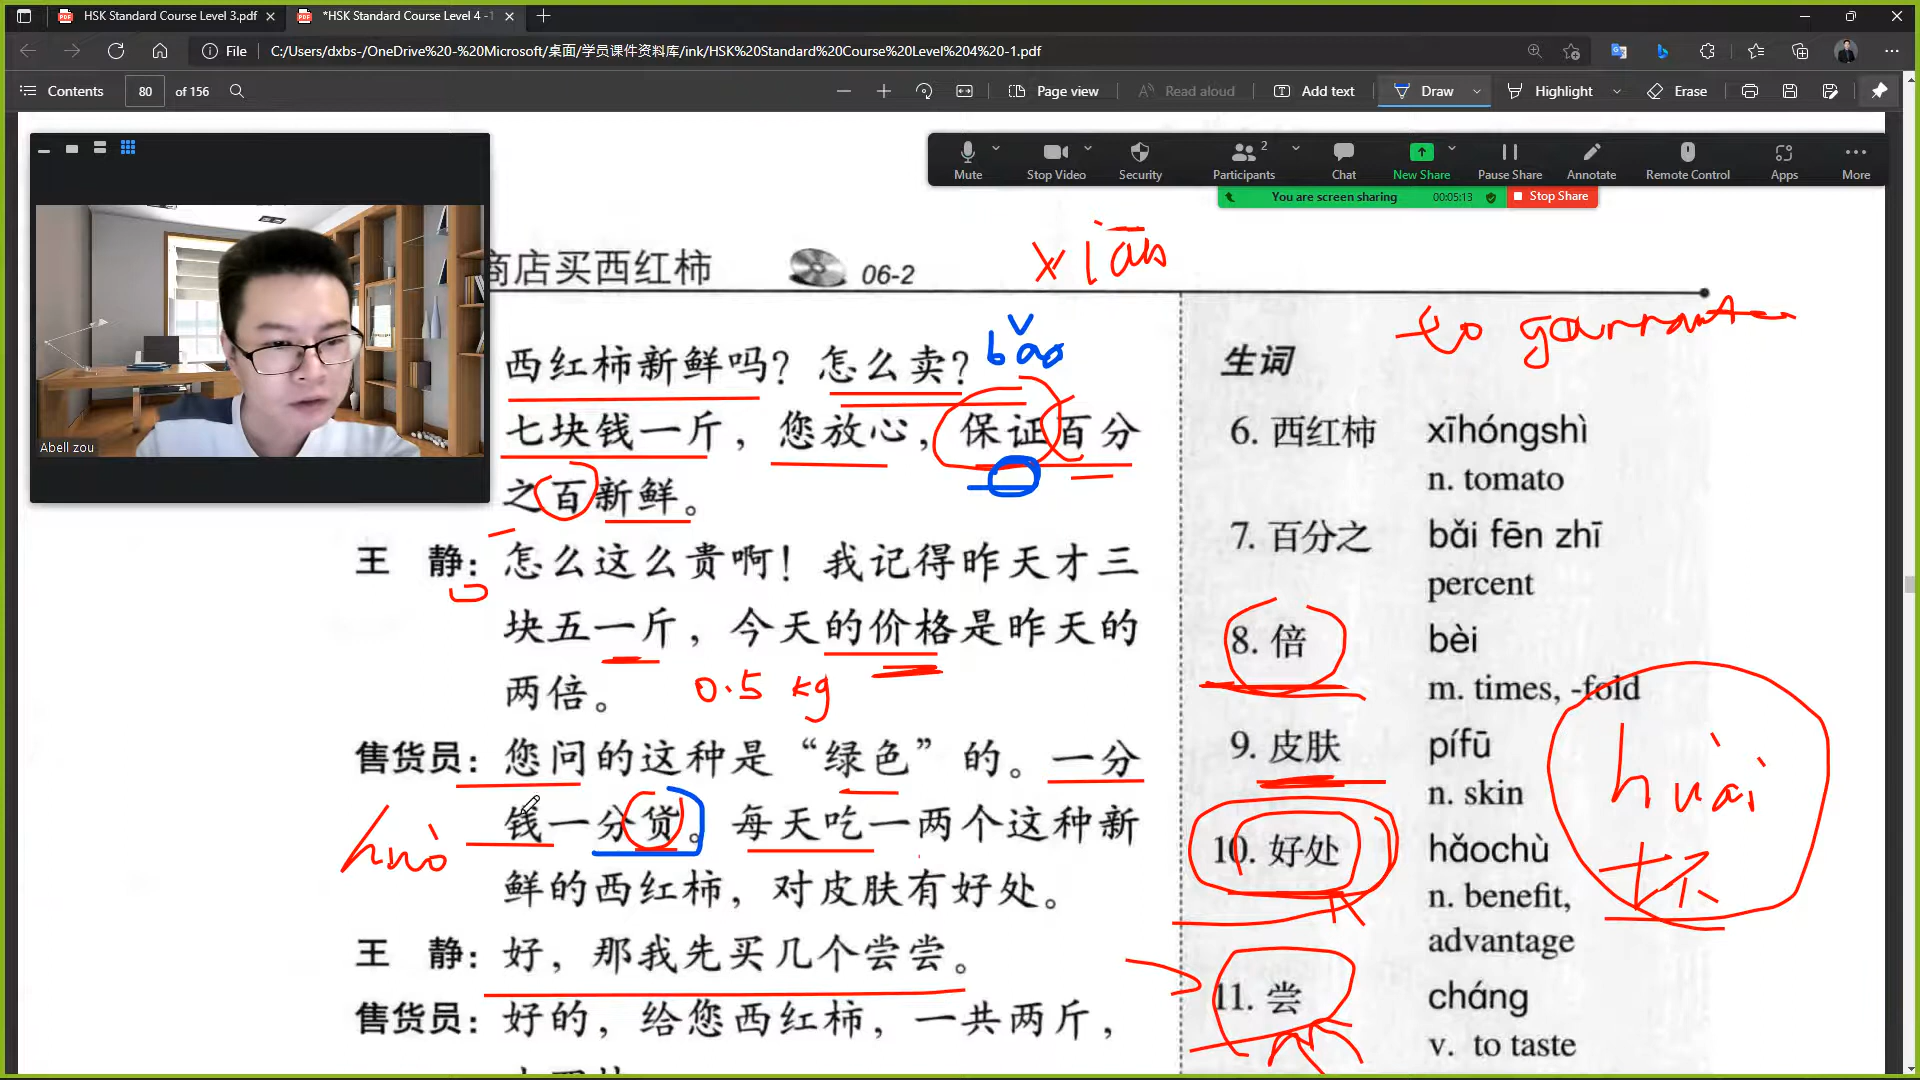 HSK Standard Course Level 3.pdf
*HSK Standard Course Level 4 -1
File
C:/Users/dxbs-/OneDrive%20-%20Microsoft/桌面/学员课件资料库/ink/HSK%20Standard%20Course%20Level%204%20-1.pdf
Contents
80
of 156
Page view
Read aloud
Add text
Draw
Highlight
Erase
Mute
Stop Video
Security
Participants
2
Chat
New Share
Pause Share
Annotate
Remote Control
Apps
More
You are screen sharing
00:05:13
Stop Share
Abell zou
商店买西红柿
06-2
xiān
bǎo
西红柿新鲜吗？怎么卖？
七块钱一斤，您放心，保证百分
之百新鲜。
王 静：怎么这么贵啊！我记得昨天才三
块五一斤，今天的价格是昨天的
两倍。
0.5 kg
售货员：您问的这种是“绿色”的。一分
钱一分货。每天吃一两个这种新
huò
鲜的西红柿，对皮肤有好处。
王 静：好，那我先买几个尝尝。
售货员：好的，给您西红柿，一共两斤，
生词
6. 西红柿 xīhóngshì
n. tomato
7. 百分之 bǎi fēn zhī
percent
8. 倍 bèi
m. times, -fold
9. 皮肤 pífū
n. skin
10. 好处 hǎochù
n. benefit,
advantage
11. 尝 cháng
v. to taste
huài
坏